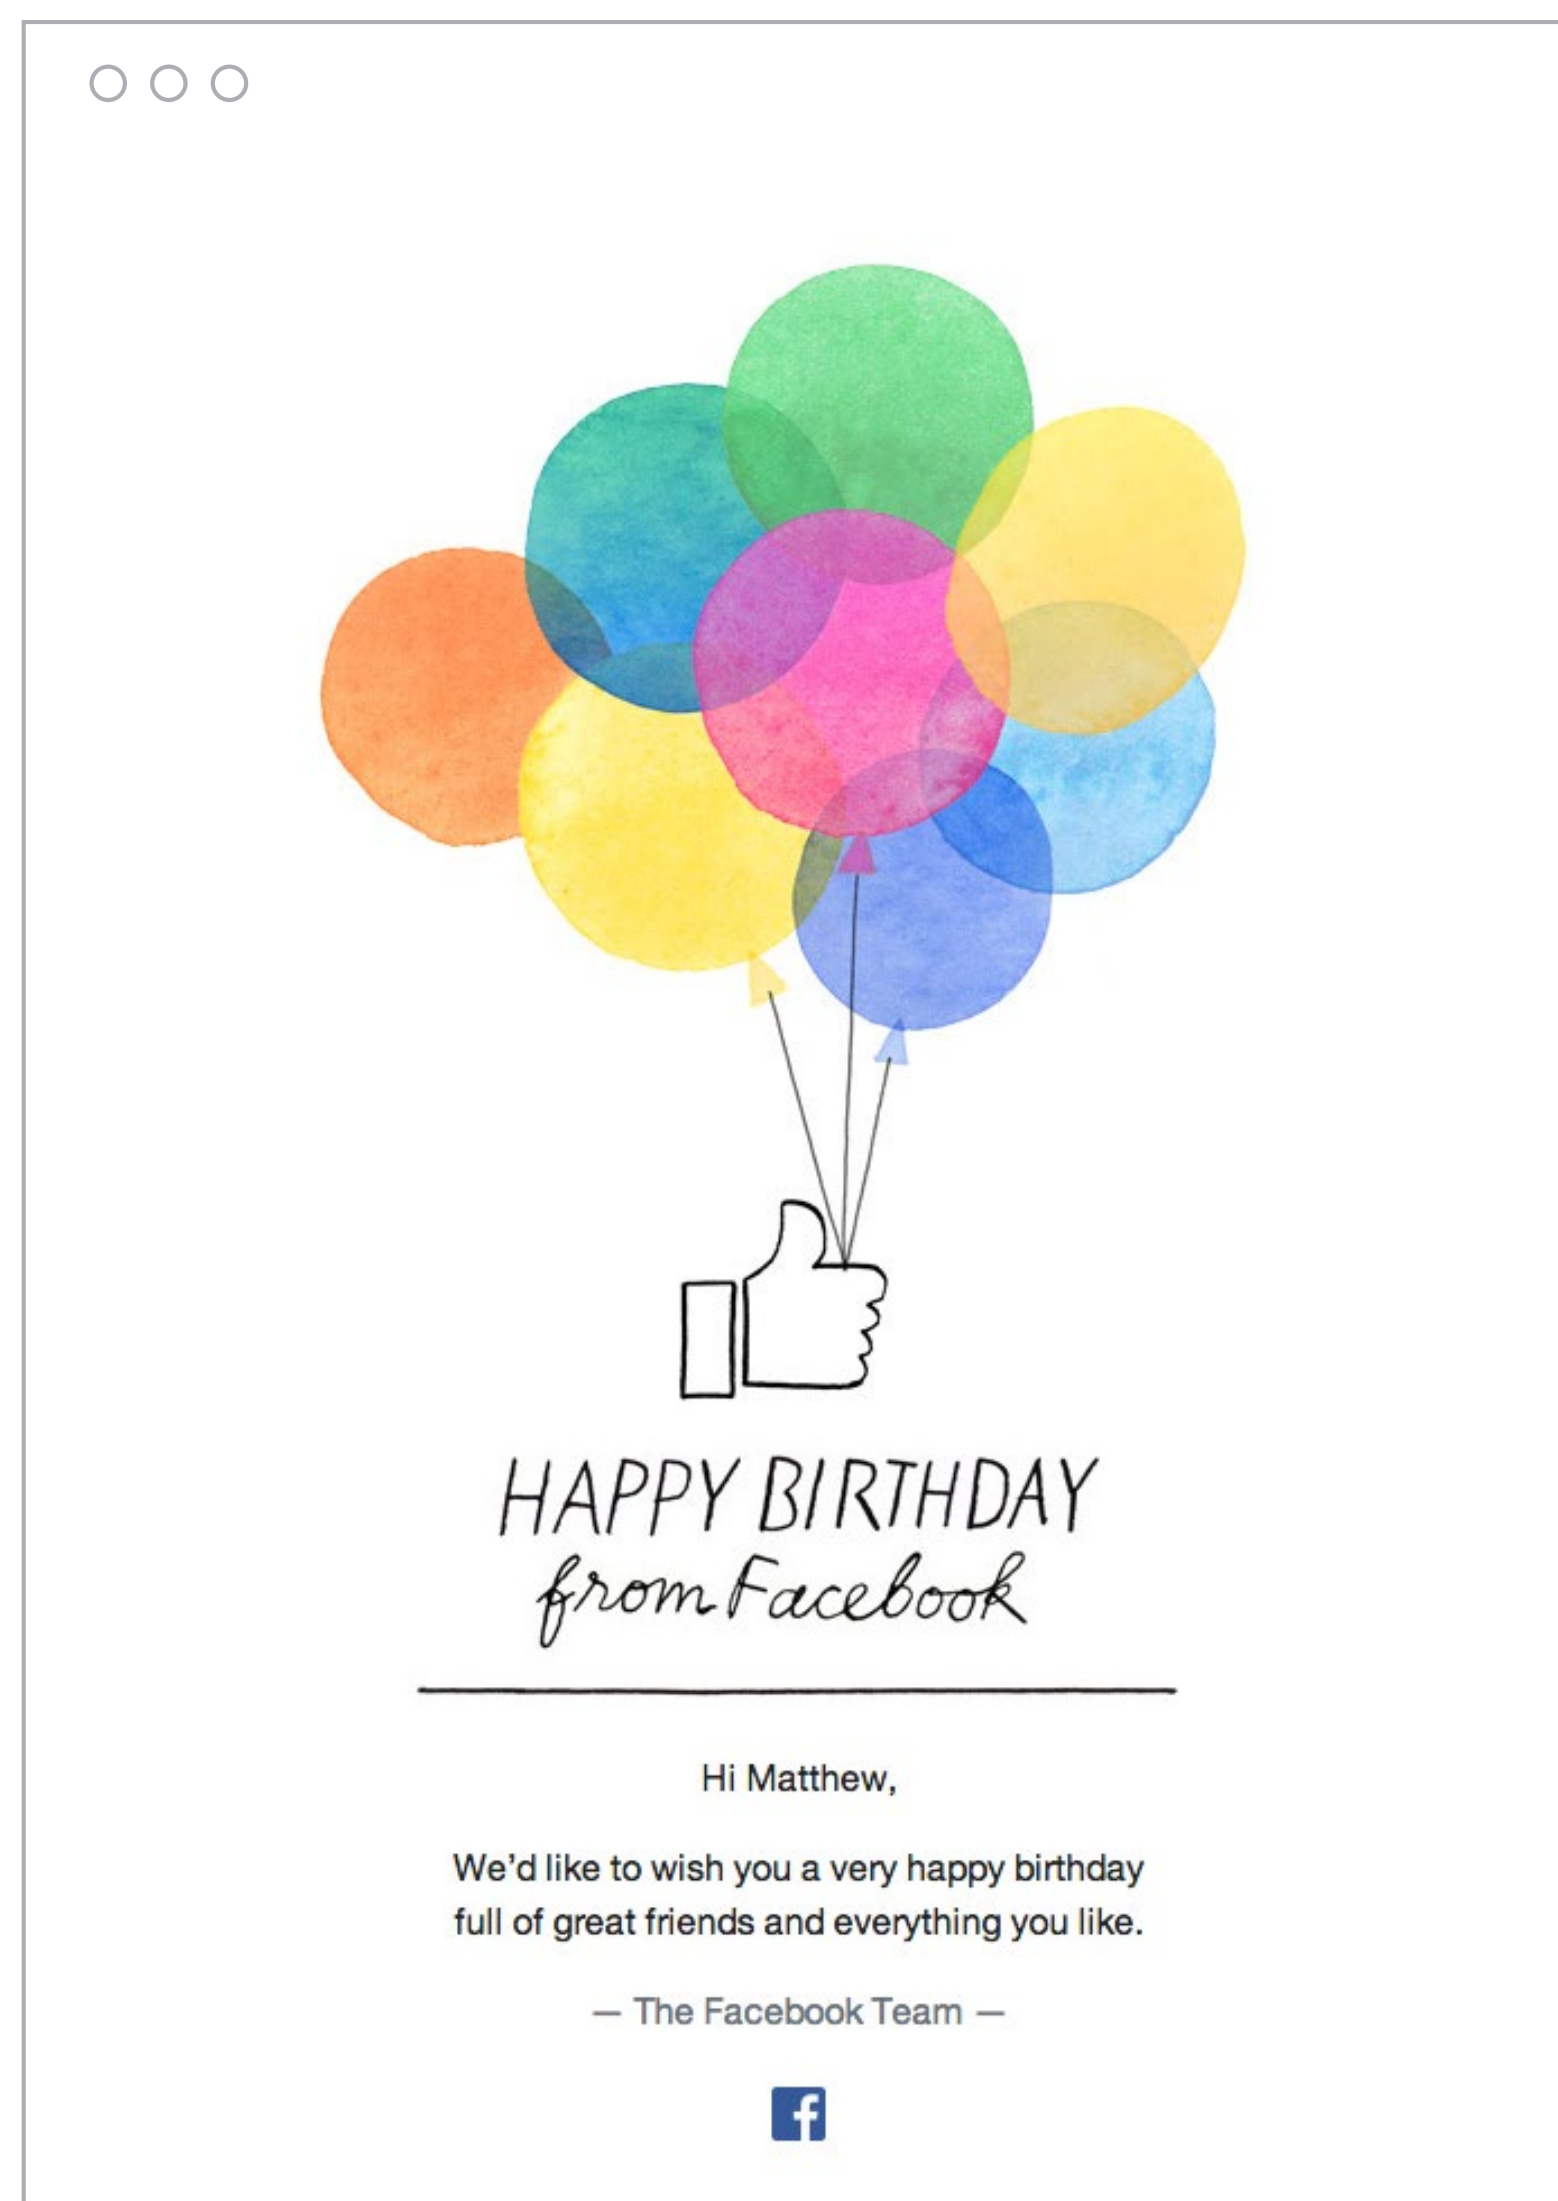 HAPPY BIRTHDAY
from Facebook
Hi Matthew,
We'd like to wish you a very happy birthday
full of great friends and everything you like.
— The Facebook Team —
f